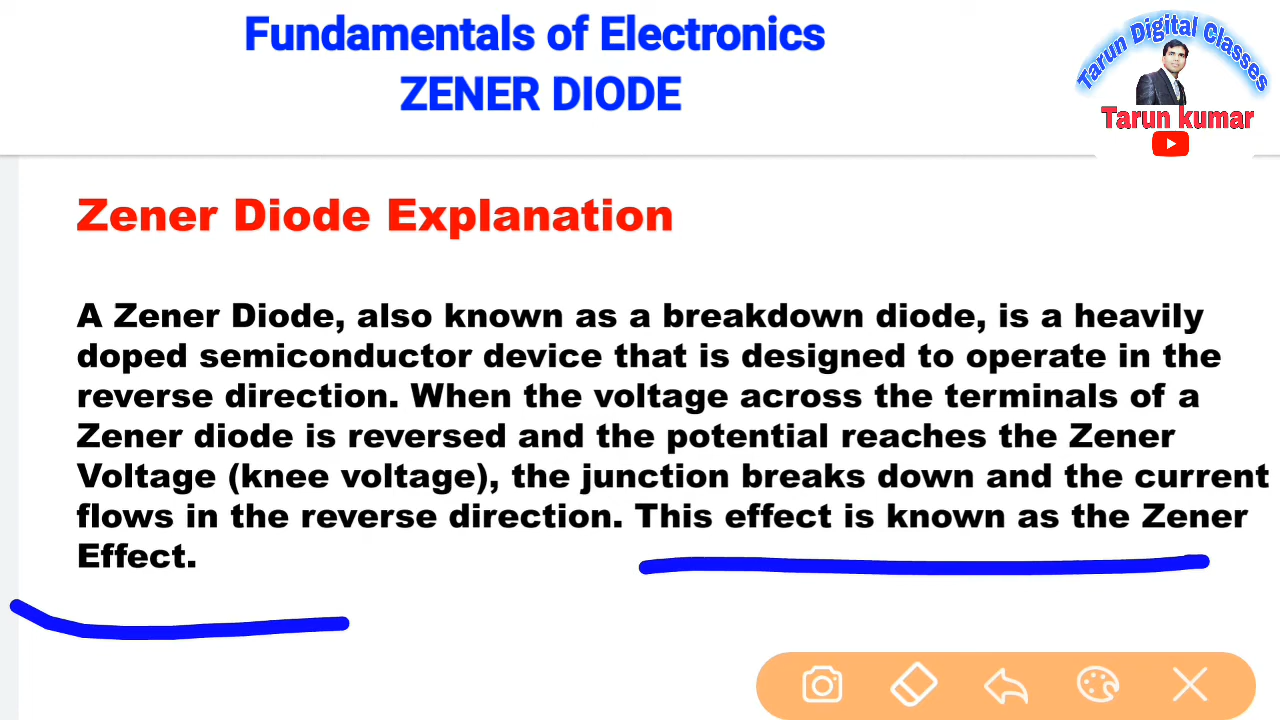 Fundamentals of Electronics
ZENER DIODE
Tarun Digital Classes
Tarun kumar
Zener Diode Explanation
A Zener Diode, also known as a breakdown diode, is a heavily
doped semiconductor device that is designed to operate in the
reverse direction. When the voltage across the terminals of a
Zener diode is reversed and the potential reaches the Zener
Voltage (knee voltage), the junction breaks down and the current
flows in the reverse direction. This effect is known as the Zener
Effect.